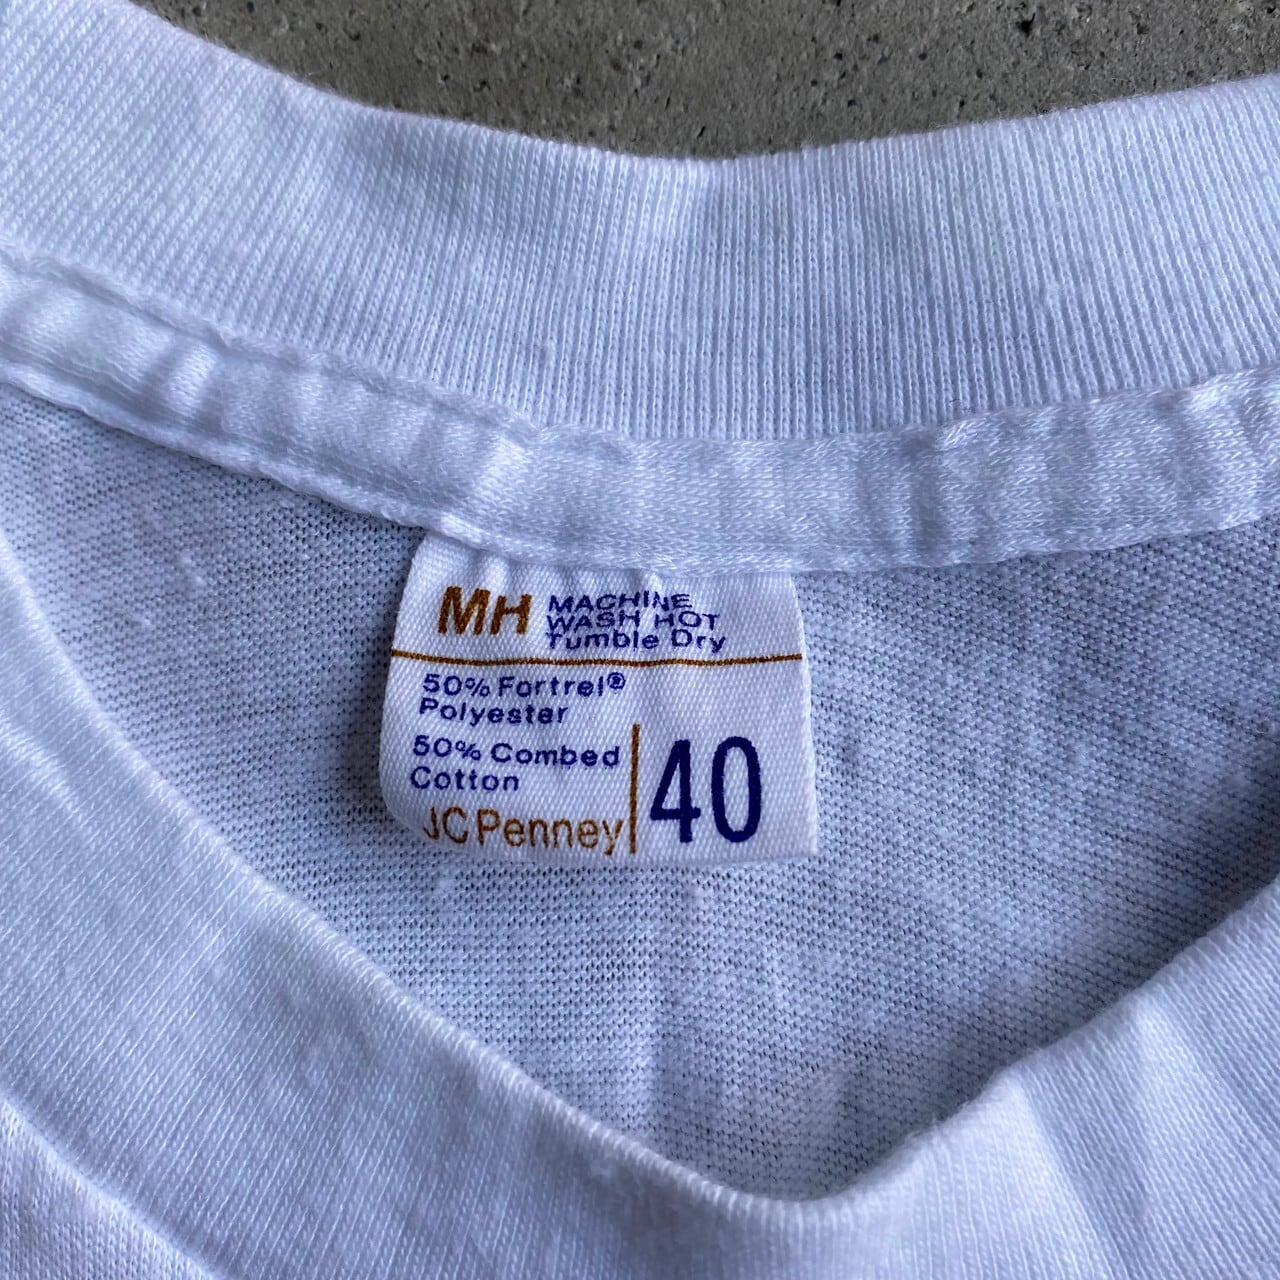 MH MACHINE
WASH HOT
Tumble Dry
50% Fortrel®
Polyester
50% Combed
Cotton
JCPenney
40